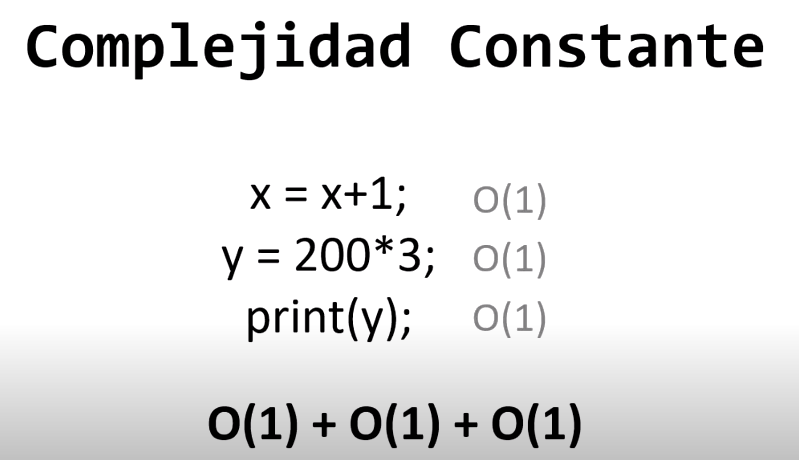 Complejidad Constante
x = x+1; O(1)
y = 200*3; O(1)
print(y); O(1)
O(1) + O(1) + O(1)